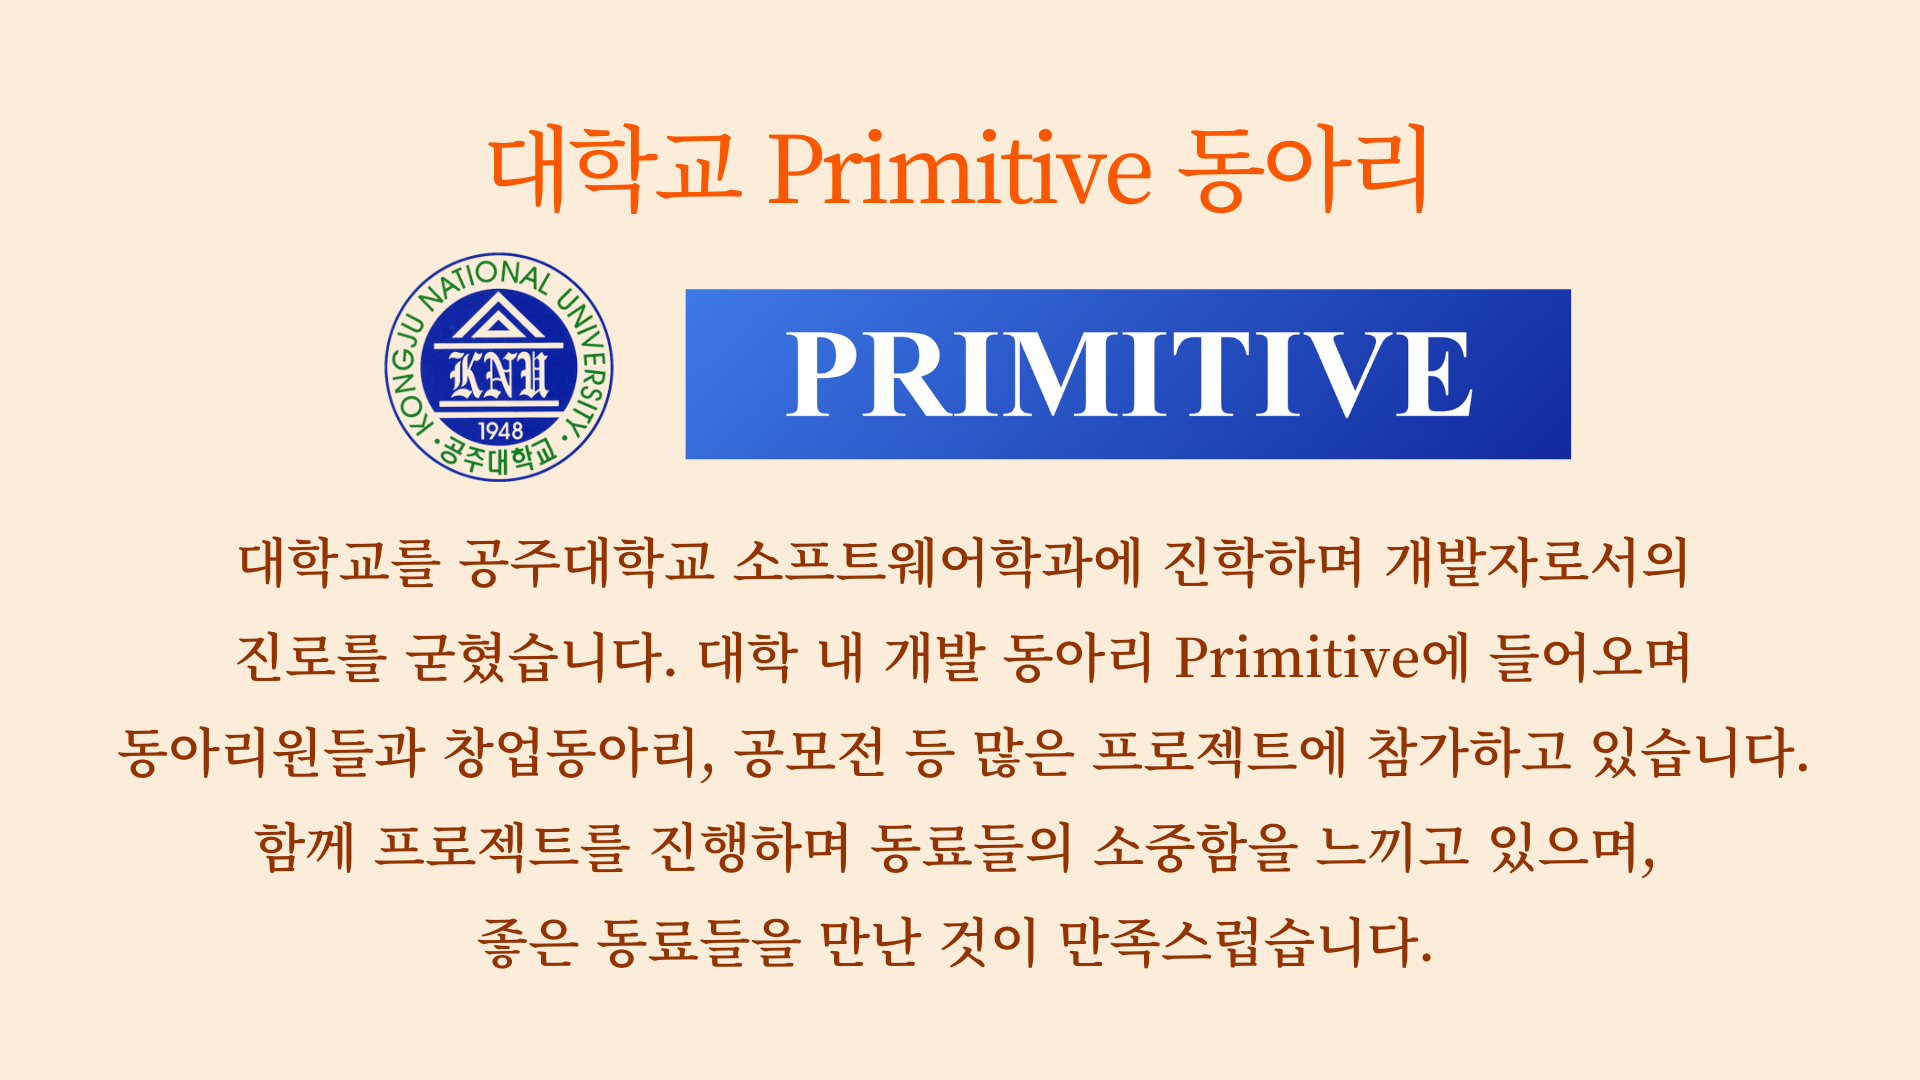 대학교 Primitive 동아리
KONGJU NATIONAL UNIVERSITY
KNU
1948
공주대학교
PRIMITIVE
대학교를 공주대학교 소프트웨어학과에 진학하며 개발자로서의
진로를 굳혔습니다. 대학 내 개발 동아리 Primitive에 들어오며
동아리원들과 창업동아리, 공모전 등 많은 프로젝트에 참가하고 있습니다.
함께 프로젝트를 진행하며 동료들의 소중함을 느끼고 있으며,
좋은 동료들을 만난 것이 만족스럽습니다.